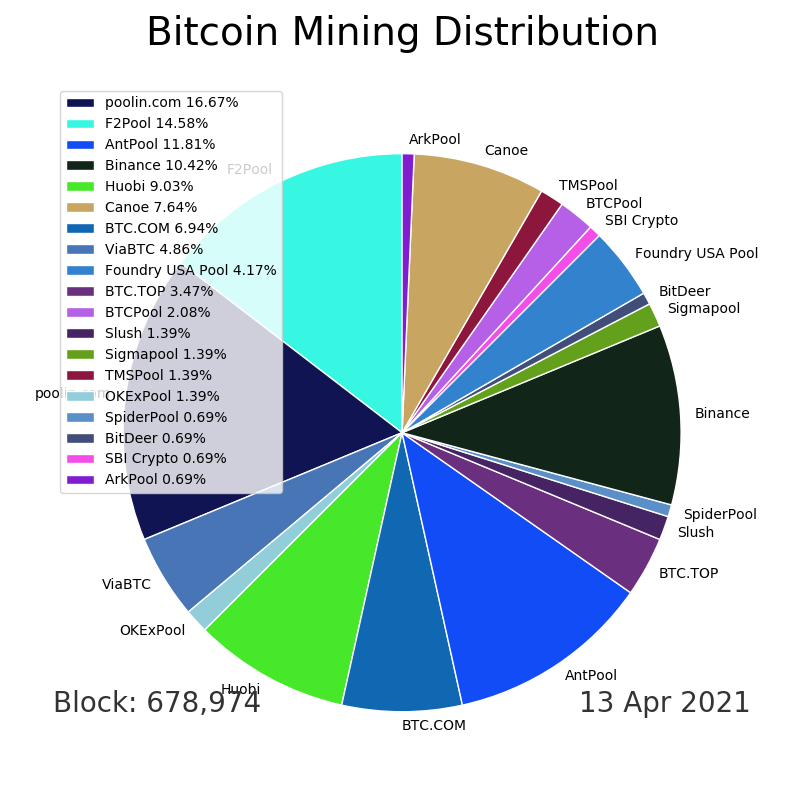 Bitcoin Mining Distribution
poolin.com 16.67%
F2Pool 14.58%
AntPool 11.81%
Binance 10.42%
Huobi 9.03%
Canoe 7.64%
BTC.COM 6.94%
ViaBTC 4.86%
Foundry USA Pool 4.17%
BTC.TOP 3.47%
BTCPool 2.08%
Slush 1.39%
Sigmapool 1.39%
TMSPool 1.39%
OKExPool 1.39%
SpiderPool 0.69%
BitDeer 0.69%
SBI Crypto 0.69%
ArkPool 0.69%
ArkPool
Canoe
TMSPool
BTCPool
SBI Crypto
Foundry USA Pool
BitDeer
Sigmapool
Binance
SpiderPool
Slush
BTC.TOP
AntPool
BTC.COM
Huobi
OKExPool
ViaBTC
poolin.com
F2Pool
Block: 678,974
13 Apr 2021